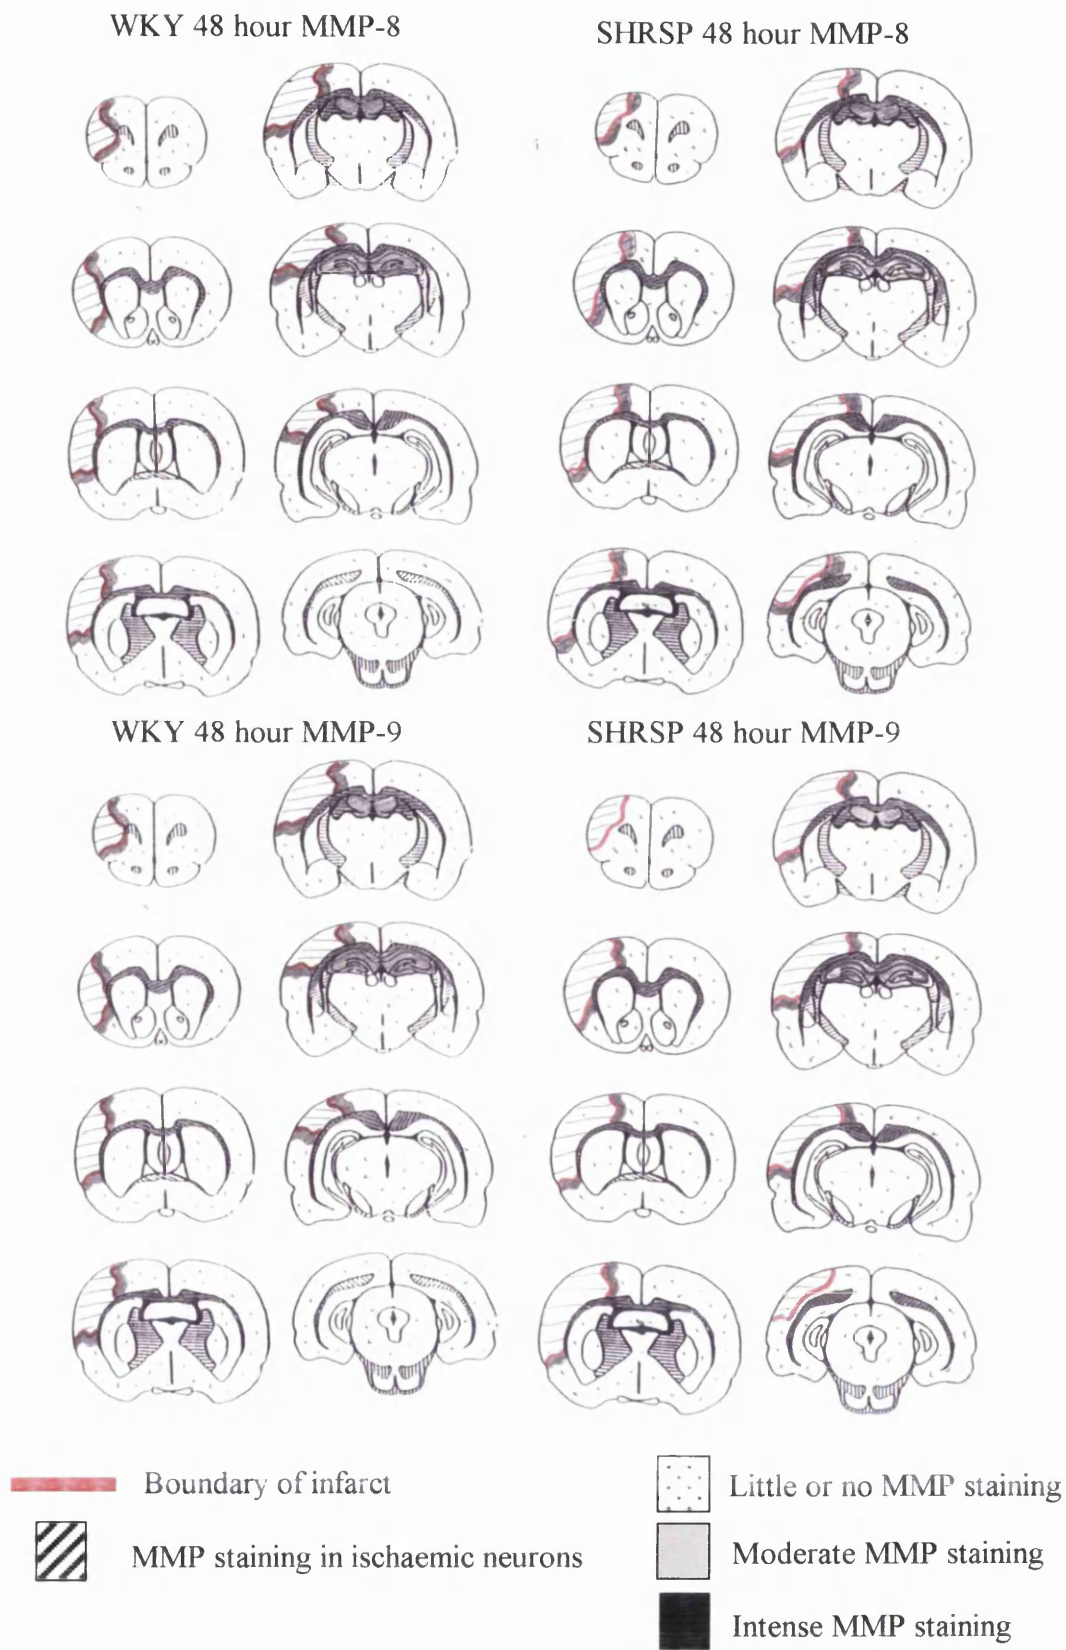 WKY 48 hour MMP-8
SHRSP 48 hour MMP-8
WKY 48 hour MMP-9
SHRSP 48 hour MMP-9
Boundary of infarct
MMP staining in ischaemic neurons
Little or no MMP staining
Moderate MMP staining
Intense MMP staining